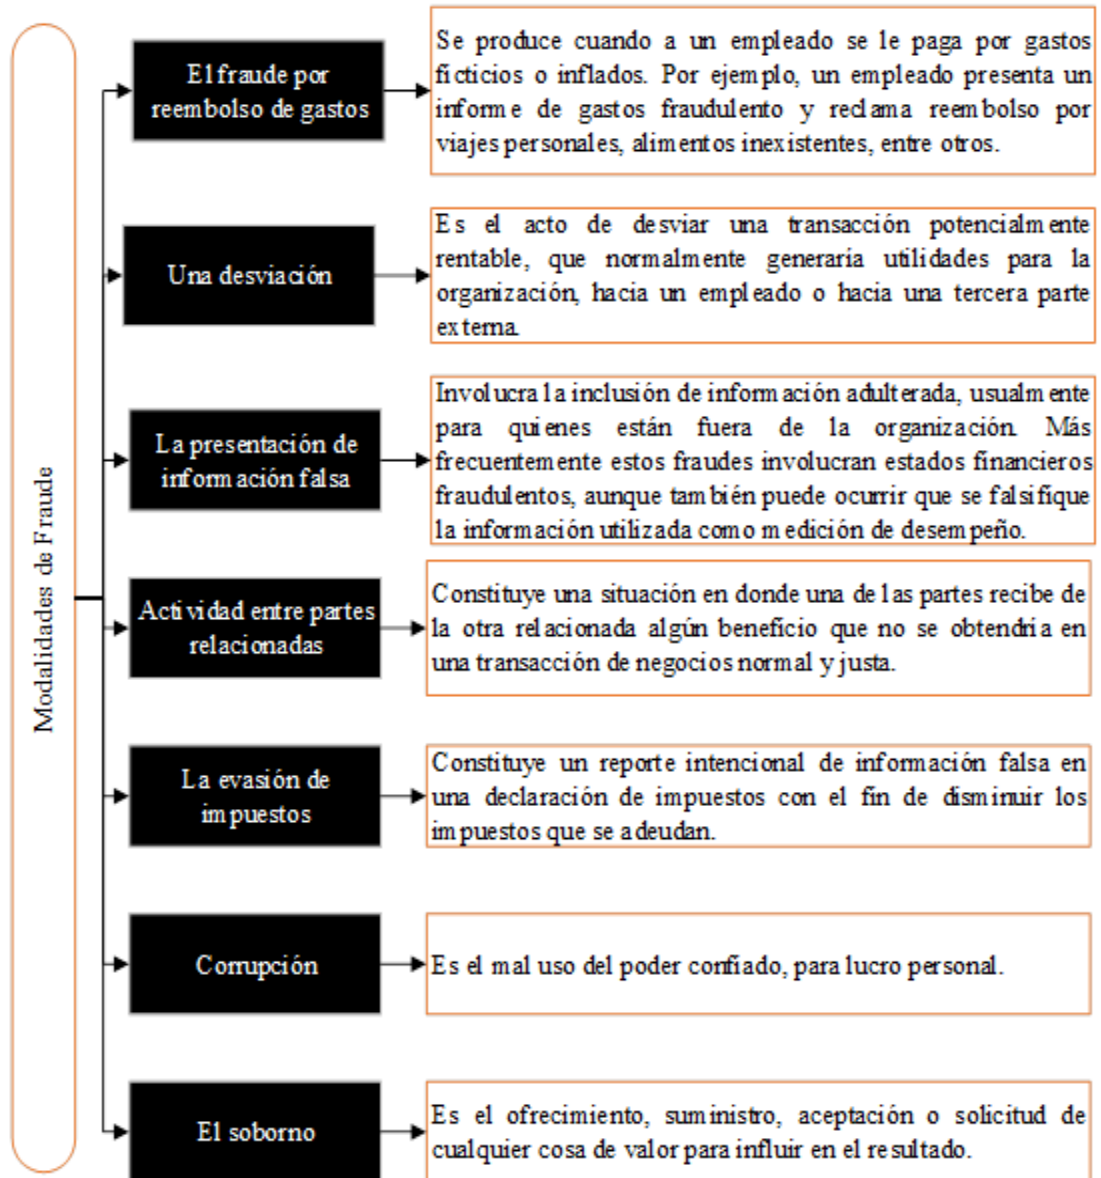 Modalidades de Fraude
El fraude por
reembolso de gastos
Se produce cuando a un empleado se le paga por gastos
ficticios o inflados. Por ejemplo, un empleado presenta un
informe de gastos fraudulento y reclama reembolso por
viajes personales, alimentos inexistentes, entre otros.
Una desviación
Es el acto de desviar una transacción potencialmente
rentable, que normalmente generaría utilidades para la
organización, hacia un empleado o hacia una tercera parte
externa.
La presentación de
información falsa
Involucra la inclusión de información adulterada, usualmente
para quienes están fuera de la organización. Más
frecuentemente estos fraudes involucran estados financieros
fraudulentos, aunque también puede ocurrir que se falsifique
la información utilizada como medición de desempeño.
Actividad entre partes
relacionadas
Constituye una situación en donde una de las partes recibe de
la otra relacionada algún beneficio que no se obtendría en
una transacción de negocios normal y justa.
La evasión de
impuestos
Constituye un reporte intencional de información falsa en
una declaración de impuestos con el fin de disminuir los
impuestos que se adeudan.
Corrupción
Es el mal uso del poder confiado, para lucro personal.
El soborno
Es el ofrecimiento, suministro, aceptación o solicitud de
cualquier cosa de valor para influir en el resultado.